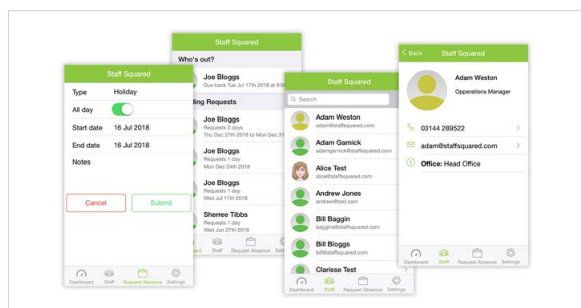 Staff Squared
Type Holiday
All day
Start date 16 Jul 2018
End date 16 Jul 2018
Notes
Cancel Submit
Dashboard Staff Request Absence Settings
Staff Squared
Who's out?
Joe Bloggs
Due back Tue Jul 17th 2018 at 9:0
ing Requests
Joe Bloggs
Requests 3 days
Thu Dec 27th 2018 to Mon Dec 31
Joe Bloggs
Requests 1 day
Mon Dec 24th 2018
Joe Bloggs
Requests 1 day
Wed Jul 11th 2018
Sherree Tibbs
Requests 1 day
Wed Jun 27th 2018
Staff Request Absence
Staff Squared
Search
Adam Weston
adam@staffsquared.com
Adam Garnick
adamgarnick@staffsquared.com
Alice Test
alice@staffsquared.com
Andrew Jones
andrew@test.com
Bill Baggin
baggins@staffsquared.com
Bill Bloggs
bill@staffsquared.com
Clarisse Test
Dashboard Staff Request Absence
Back Staff Squared
Adam Weston
Opperations Manager
03144 289522
adam@staffsquared.com
Office: Head Office
Dashboard Staff Request Absence Settings